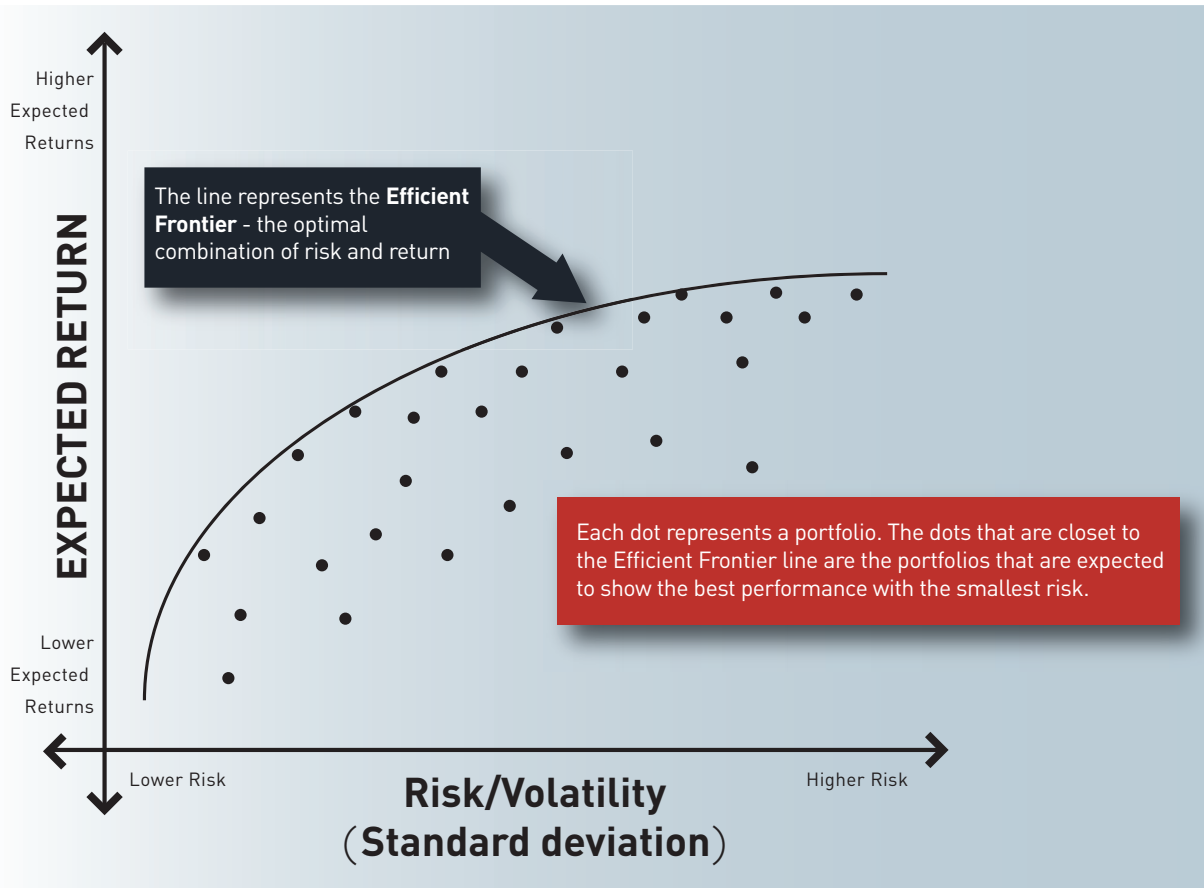 Higher
Expected
Returns
The line represents the Efficient
Frontier - the optimal
combination of risk and return
EXPECTED RETURN
Each dot represents a portfolio. The dots that are closet to
the Efficient Frontier line are the portfolios that are expected
to show the best performance with the smallest risk.
Lower
Expected
Returns
Lower Risk
Higher Risk
Risk/Volatility
(Standard deviation)